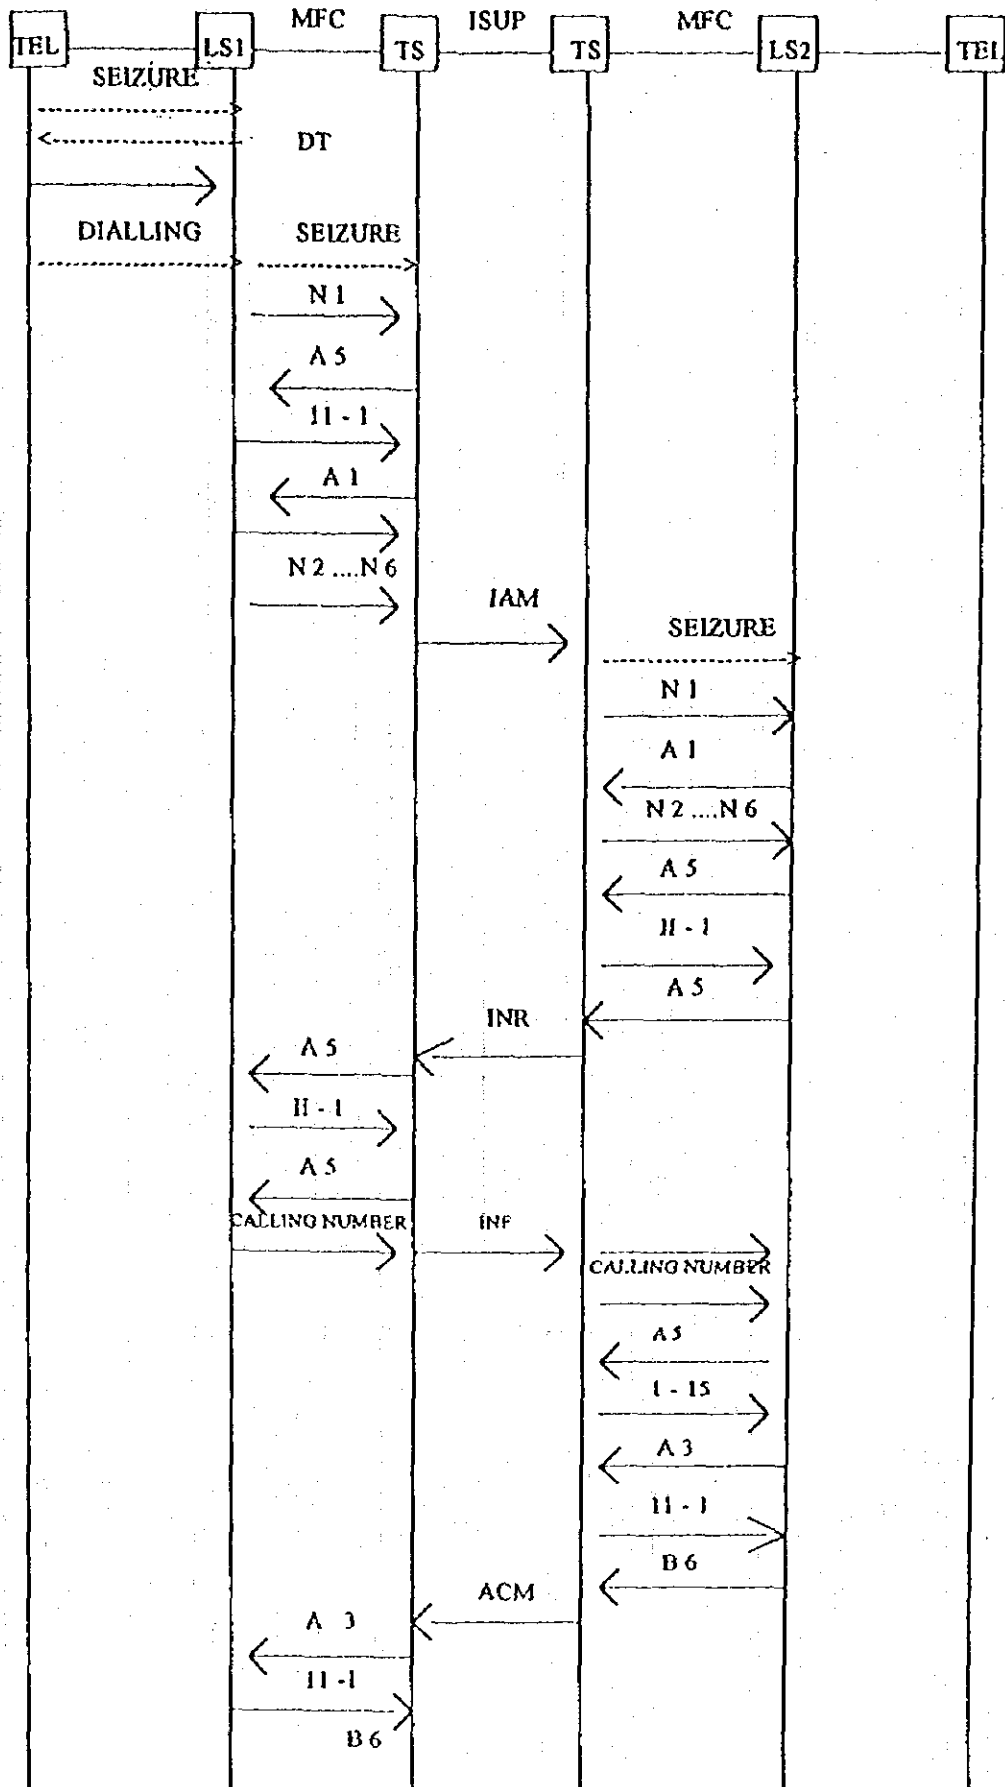 MFC ISUP MFC
TEL LS1 TS TS LS2 TEL
SEIZURE
DT
DIALLING SEIZURE
N 1
A 5
II - 1
A 1
N 2 ....N 6
IAM
SEIZURE
N 1
A 1
N 2 ....N 6
A 5
II - 1
A 5
INR
A 5
II - 1
A 5
CALLING NUMBER INF
CALLING NUMBER
A 5
I - 15
A 3
II - 1
B 6
ACM
A 3
II -1
B 6